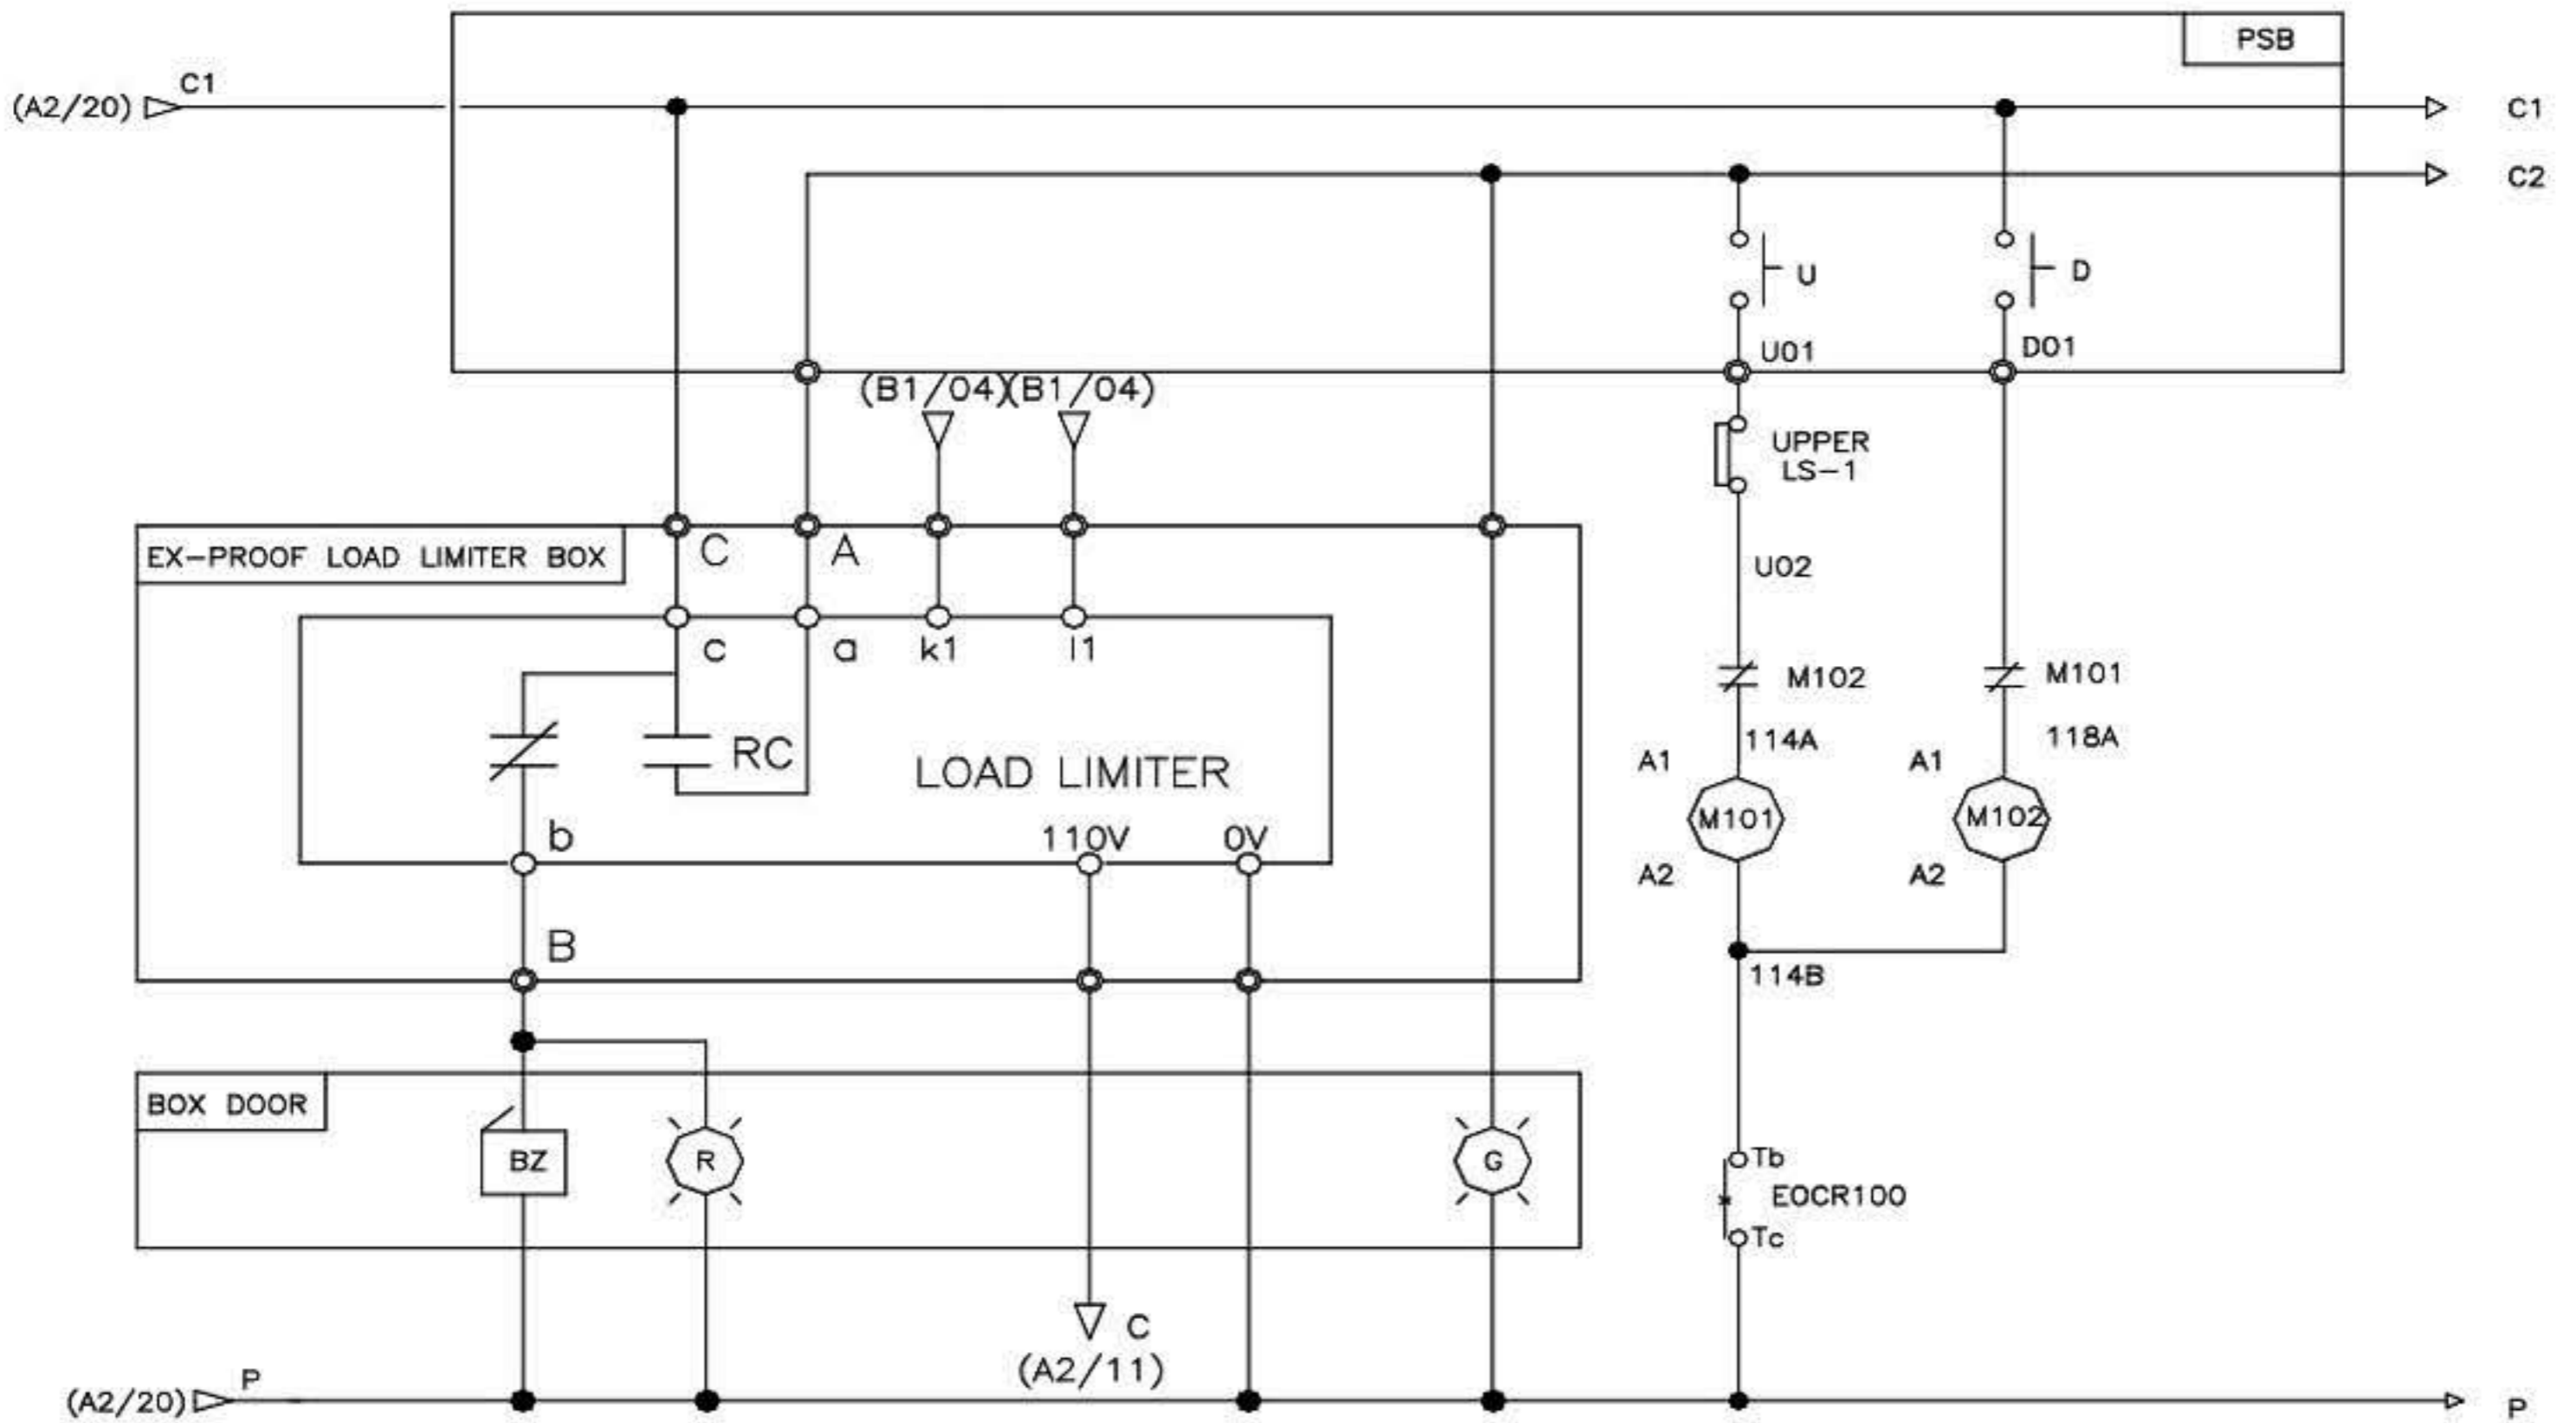 PSB
C1
(A2/20)
C1
C2
U
D
U01
D01
(B1/04)(B1/04)
UPPER
LS-1
EX-PROOF LOAD LIMITER BOX
C
A
U02
c
a
k1
l1
M102
M101
RC
LOAD LIMITER
114A
118A
A1
A1
M101
M102
b
110V
0V
A2
A2
B
114B
BOX DOOR
BZ
R
G
Tb
EOCR100
Tc
C
(A2/11)
(A2/20)
P
P